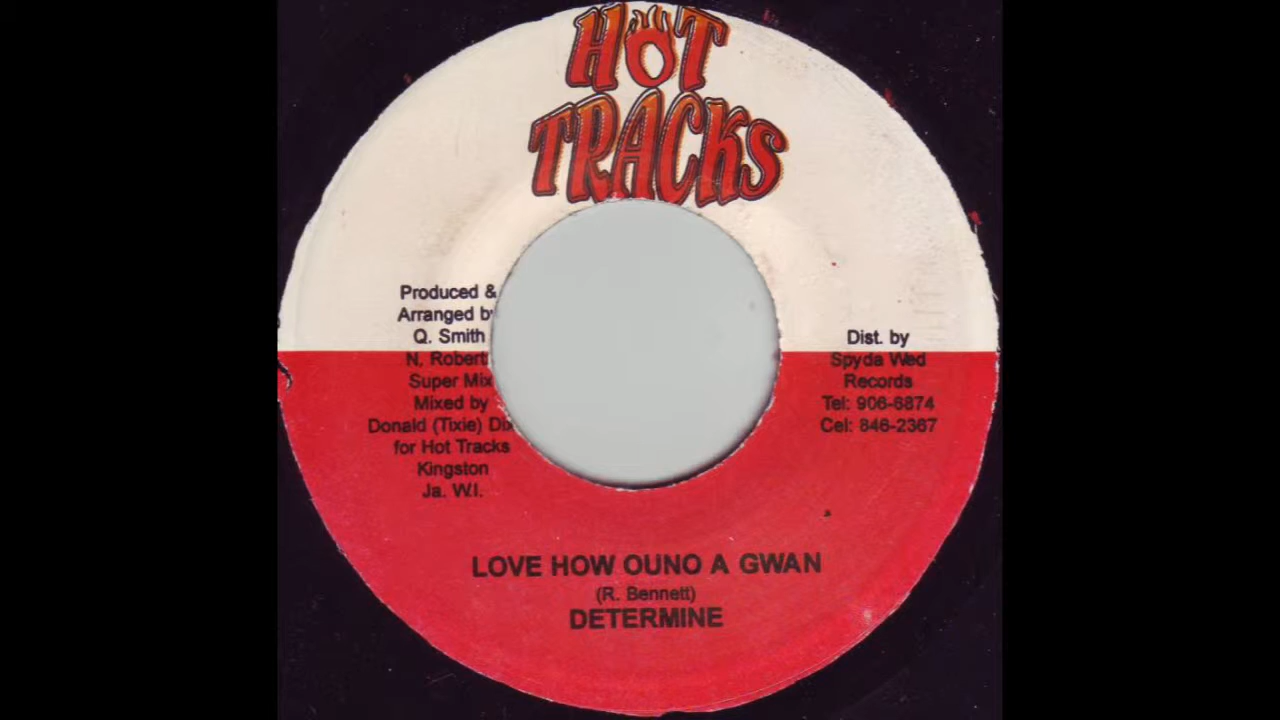 HOT
TRACKS
Produced &
Arranged by
Q. Smith
N. Robert
Super Mix
Mixed by
Donald (Tixie) Dix
for Hot Tracks
Kingston
Ja. W.I.
Dist. by
Spyda Wed
Records
Tel: 906-6874
Cel: 846-2367
LOVE HOW OUNO A GWAN
(R. Bennett)
DETERMINE